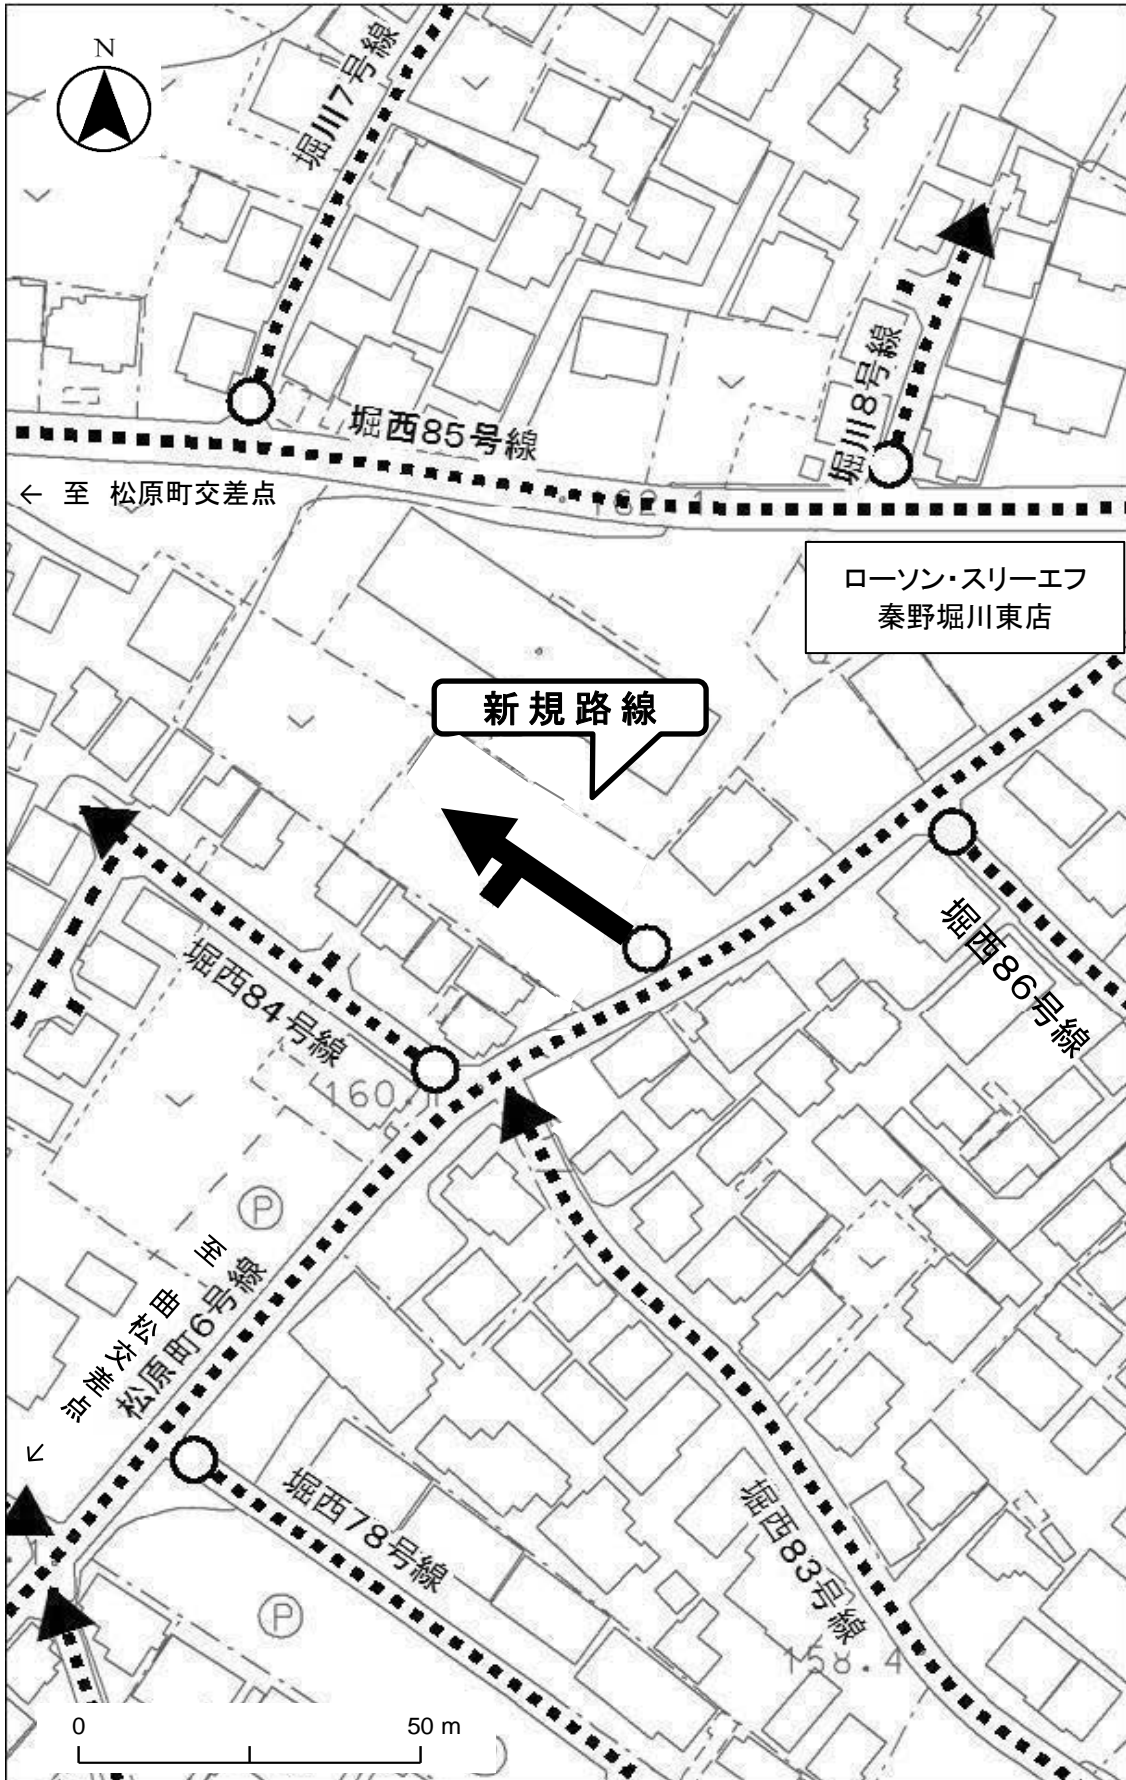 N
堀川7号線
堀西85号線
堀川8号線
← 至 松原町交差点
162.1
ローソン・スリーエフ
秦野堀川東店
新規路線
堀西86号線
堀西84号線
160.
P
至 曲松交差点 ←
松原町6号線
堀西78号線
堀西83号線
158.4
P
0 50 m